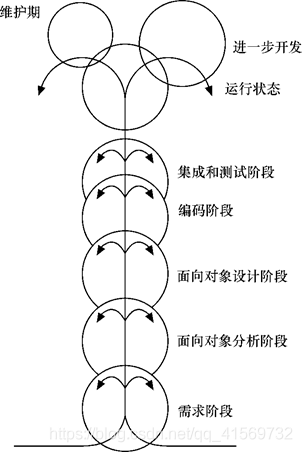 维护期
进一步开发
运行状态
集成和测试阶段
编码阶段
面向对象设计阶段
面向对象分析阶段
需求阶段
https://blog.csdn.net/qq_41569732